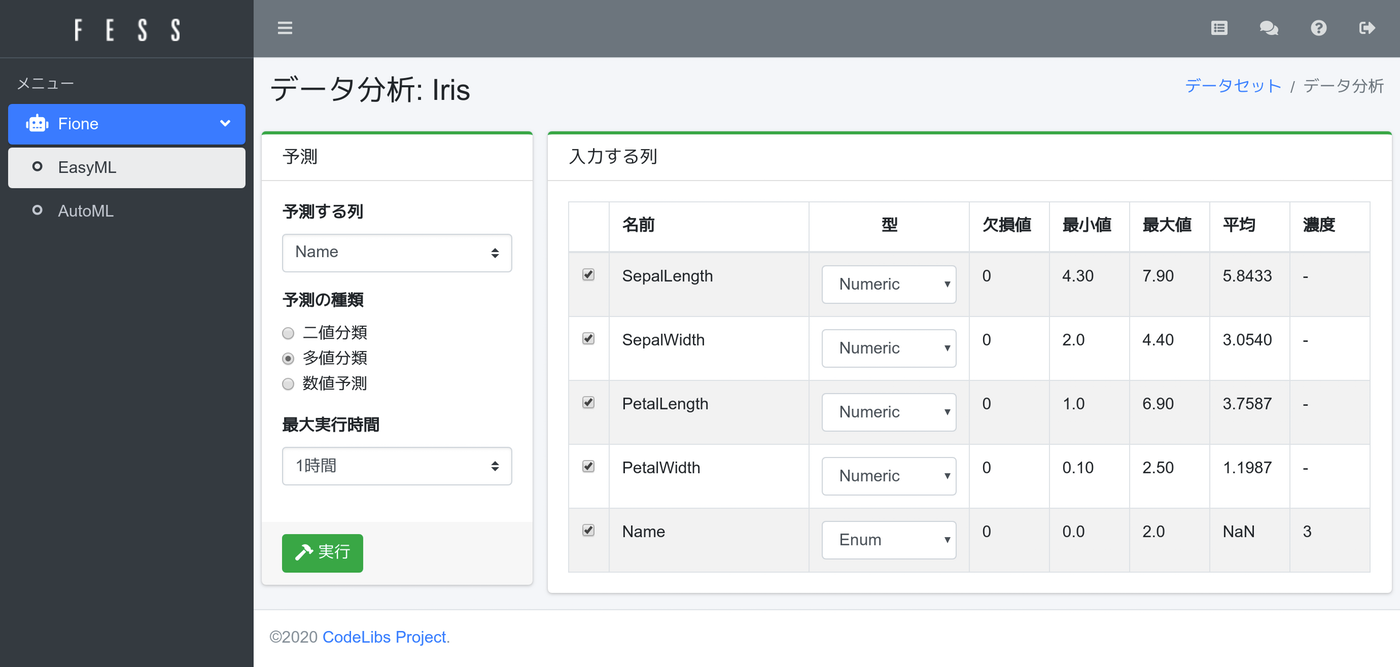 FESS
メニュー
Fione
EasyML
AutoML
データ分析: Iris
データセット / データ分析
予測
予測する列
Name
予測の種類
二値分類
多値分類
数値予測
最大実行時間
1時間
実行
入力する列
名前 型 欠損値 最小値 最大値 平均 濃度
SepalLength Numeric 0 4.30 7.90 5.8433 -
SepalWidth Numeric 0 2.0 4.40 3.0540 -
PetalLength Numeric 0 1.0 6.90 3.7587 -
PetalWidth Numeric 0 0.10 2.50 1.1987 -
Name Enum 0 0.0 2.0 NaN 3
©2020 CodeLibs Project.